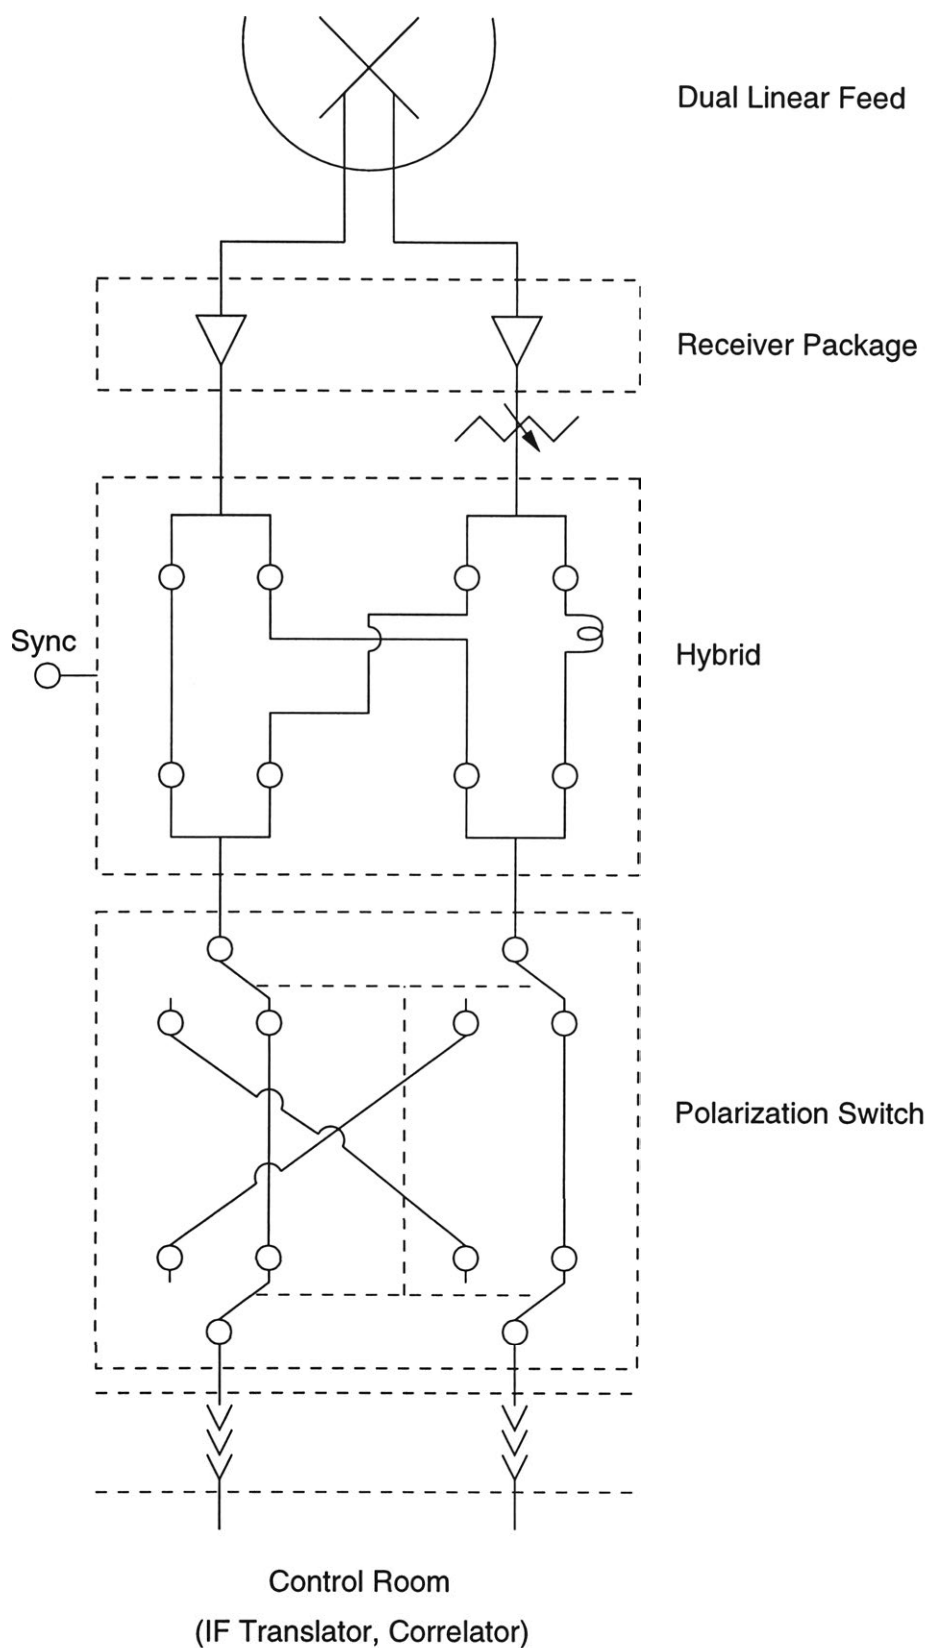 Dual Linear Feed
Receiver Package
Sync
Hybrid
Polarization Switch
Control Room
(IF Translator, Correlator)